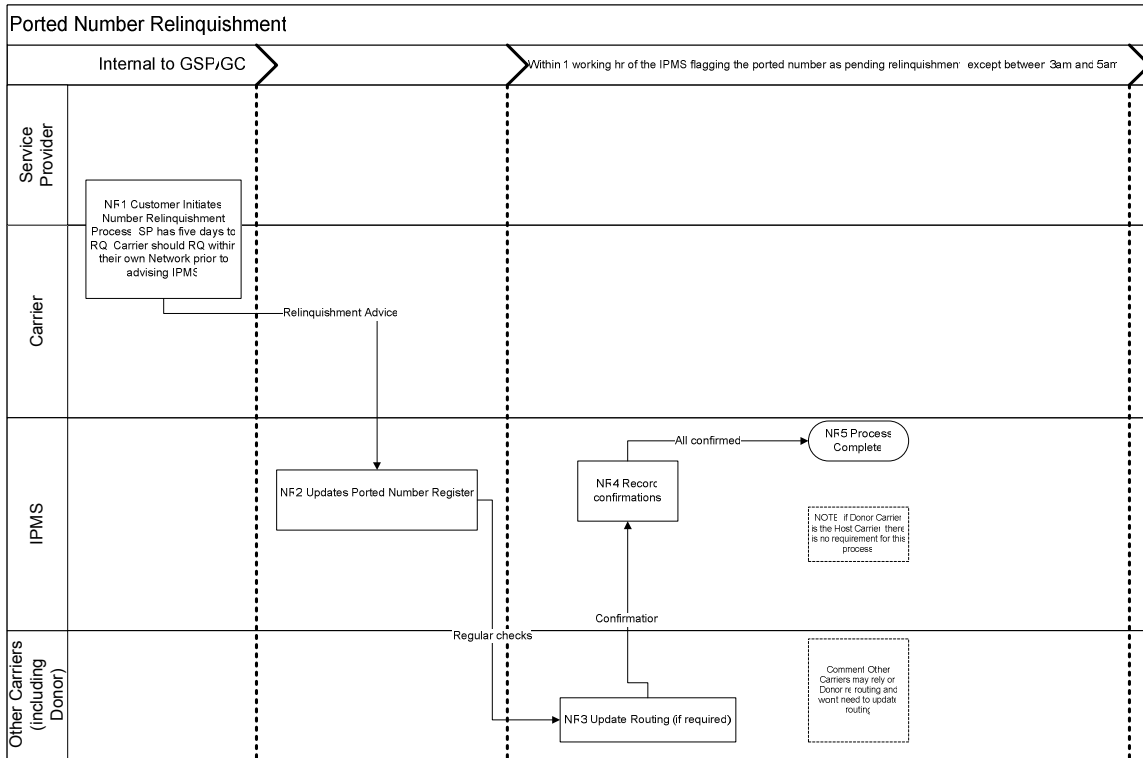 Ported Number Relinquishment
Internal to GSP/GC
Within 1 working hr of the IPMS flagging the ported number as pending relinquishment except between 3am and 5am
Service
Provider
NR1 Customer Initiates
Number Relinquishment
Process SP has five days to
RQ Carrier should RQ within
their own Network prior to
advising IPMS
Carrier
Relinquishment Advice
IPMS
NR2 Updates Ported Number Register
NR4 Record
confirmations
All confirmed
NR5 Process
Complete
NOTE if Donor Carrier
is the Host Carrier there
is no requirement for this
process
Regular checks
Confirmation
Other Carriers
(including
Donor)
NR3 Update Routing (if required)
Comment Other
Carriers may rely on
Donor re routing and
wont need to update
routing